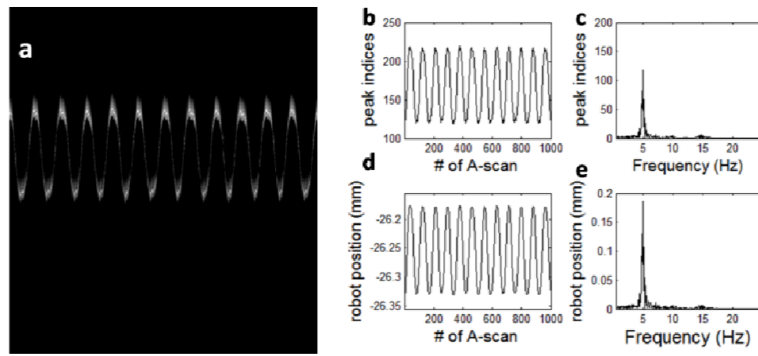 a
b
peak indices
250
200
150
100
200 400 600 800 1000
# of A-scan
c
peak indices
200
150
100
50
0
5 15 20
Frequency (Hz)
d
robot position (mm)
-26.2
-26.25
-26.3
-26.35
200 400 600 800 1000
# of A-scan
e
robot position (mm)
0.2
0.15
0.1
0.05
0
5 10 15 20
Frequency (Hz)